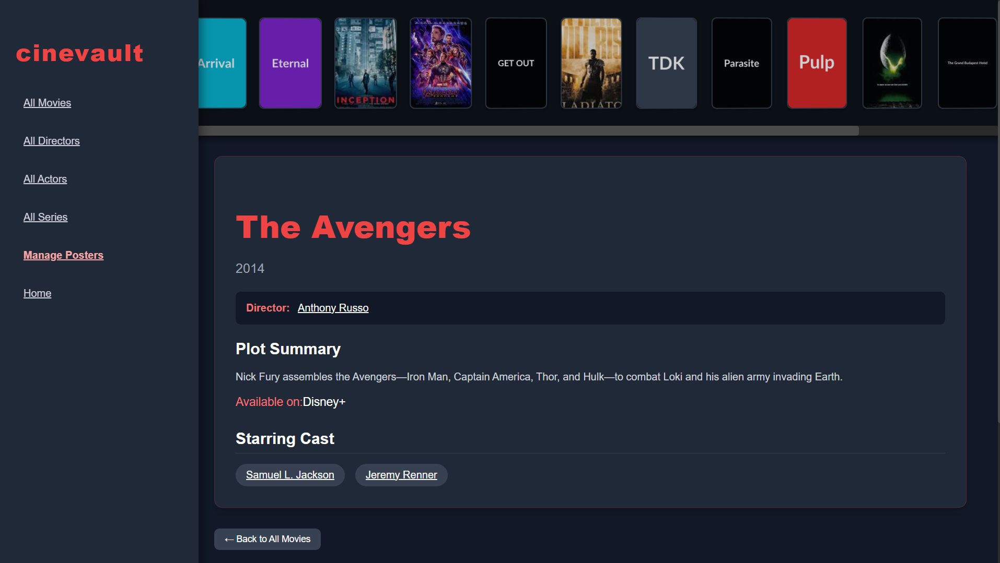 cinevault
All Movies
All Directors
All Actors
All Series
Manage Posters
Home
Arrival
Eternal
INCEPTION
AVENGERS
ENDGAME
GET OUT
TDK
Parasite
Pulp
The Grand Budapest Hotel
The Avengers
2014
Director: Anthony Russo
Plot Summary
Nick Fury assembles the Avengers—Iron Man, Captain America, Thor, and Hulk—to combat Loki and his alien army invading Earth.
Available on:Disney+
Starring Cast
Samuel L. Jackson Jeremy Renner
← Back to All Movies